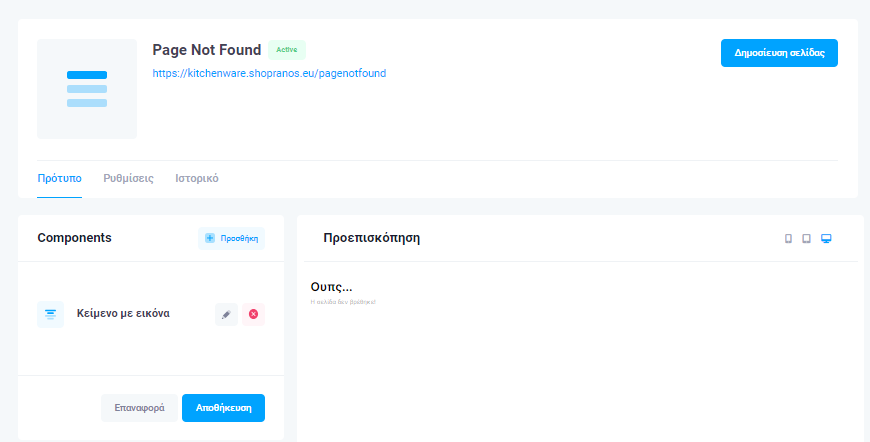 Page Not Found Active
Δημοσίευση σελίδας
https://kitchenware.shopranos.eu/pagenotfound
Πρότυπο Ρυθμίσεις Ιστορικό
Components Προσθήκη
Κείμενο με εικόνα
Επαναφορά Αποθήκευση
Προεπισκόπηση
Ουπς...
Η σελίδα δεν βρέθηκε!